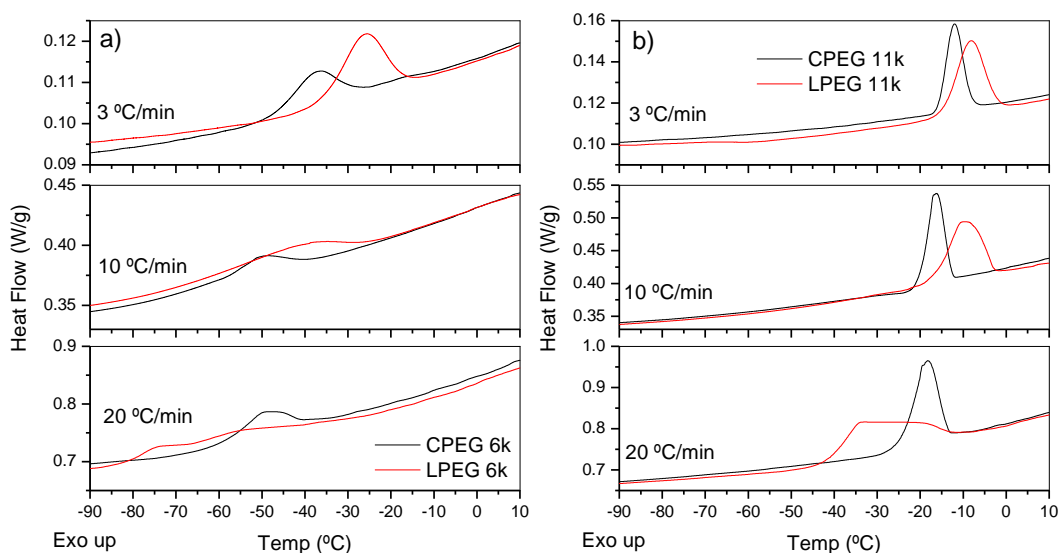 a)
0.12
0.11
0.10
0.09
3 ºC/min
0.45
0.40
0.35
10 ºC/min
0.9
0.8
0.7
20 ºC/min
CPEG 6k
LPEG 6k
Heat Flow (W/g)
-90 -80 -70 -60 -50 -40 -30 -20 -10 0 10
Exo up
Temp (ºC)
b)
0.16
0.14
0.12
0.10
CPEG 11k
LPEG 11k
3 ºC/min
0.55
0.50
0.45
0.40
0.35
10 ºC/min
1.0
0.9
0.8
0.7
20 ºC/min
Heat Flow (W/g)
-90 -80 -70 -60 -50 -40 -30 -20 -10 0 10
Exo up
Temp (ºC)